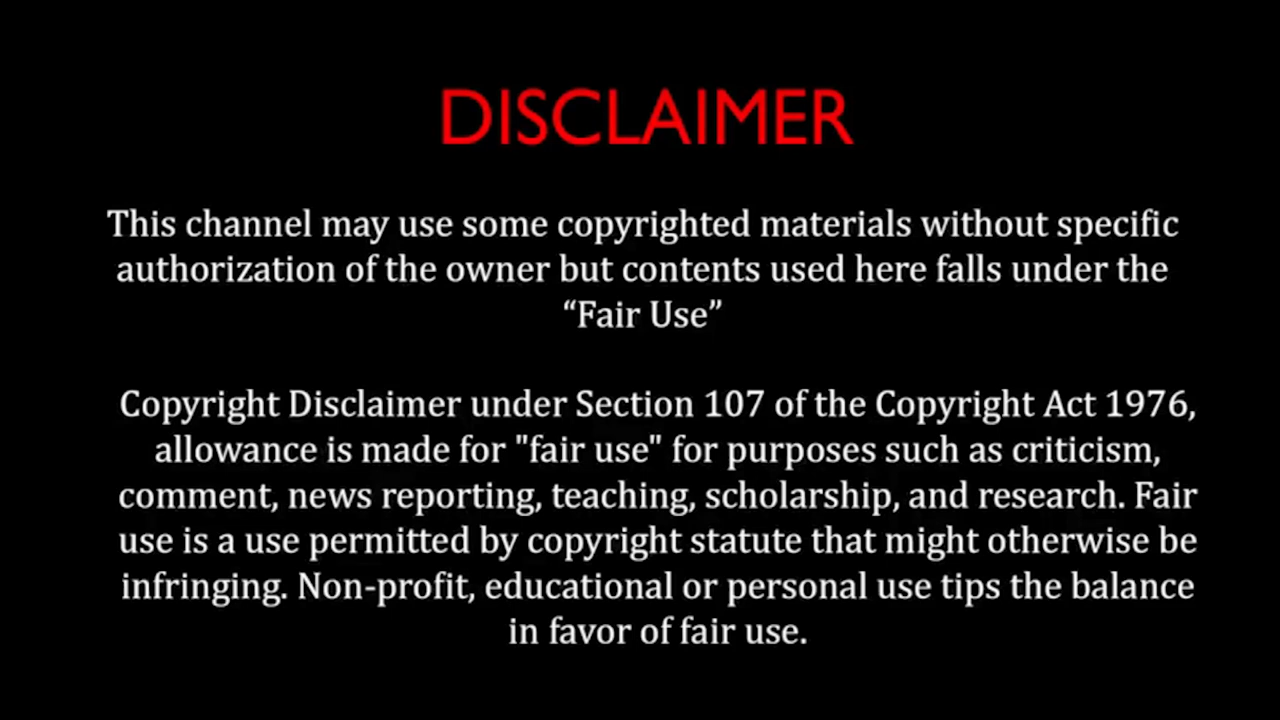 DISCLAIMER
This channel may use some copyrighted materials without specific
authorization of the owner but contents used here falls under the
“Fair Use”
Copyright Disclaimer under Section 107 of the Copyright Act 1976,
allowance is made for "fair use" for purposes such as criticism,
comment, news reporting, teaching, scholarship, and research. Fair
use is a use permitted by copyright statute that might otherwise be
infringing. Non-profit, educational or personal use tips the balance
in favor of fair use.